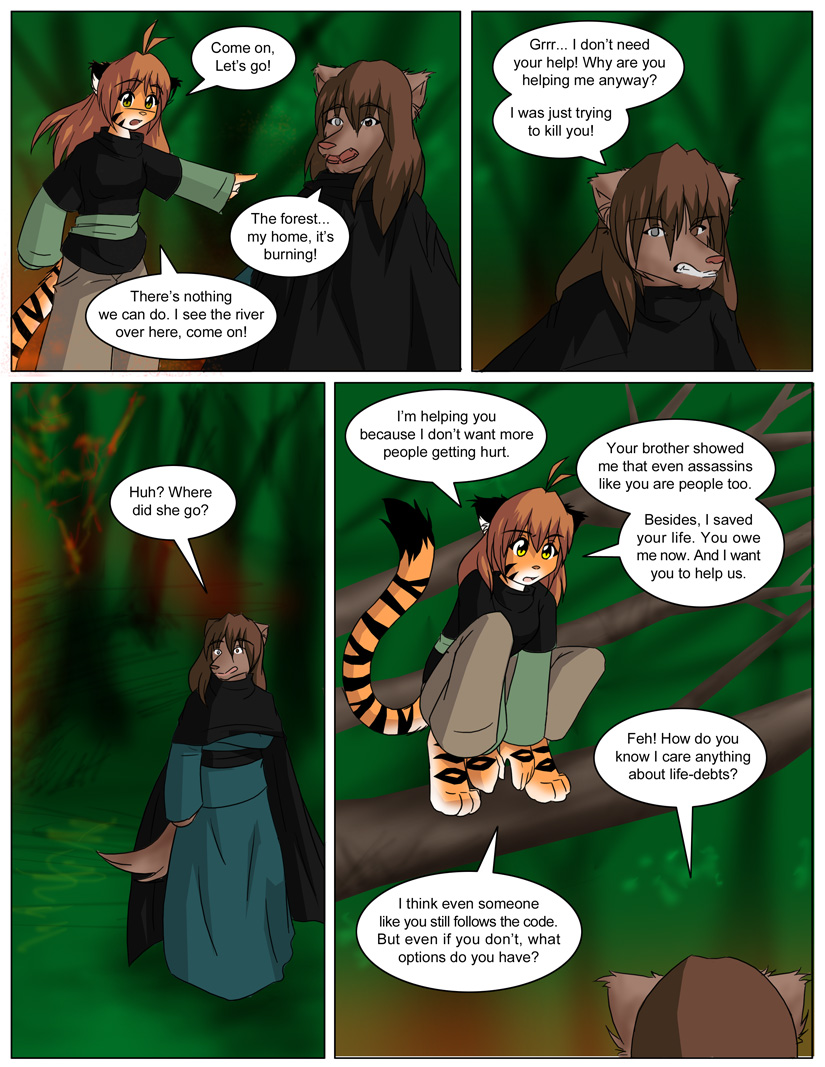 Come on,
Let's go!
The forest...
my home, it's
burning!
There's nothing
we can do. I see the river
over here, come on!
Grrr... I don't need
your help! Why are you
helping me anyway?
I was just trying
to kill you!
Huh? Where
did she go?
I'm helping you
because I don't want more
people getting hurt.
Your brother showed
me that even assassins
like you are people too.
Besides, I saved
your life. You owe
me now. And I want
you to help us.
Feh! How do you
know I care anything
about life-debts?
I think even someone
like you still follows the code.
But even if you don't, what
options do you have?